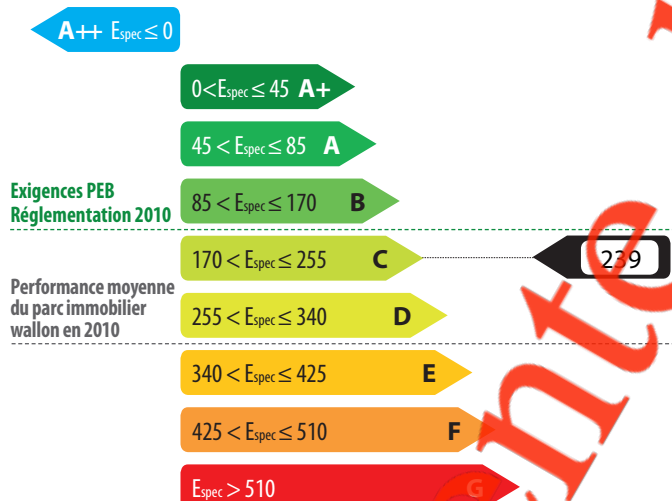 A++ Espec ≤ 0
0 < Espec ≤ 45 A+
45 < Espec ≤ 85 A
Exigences PEB
Réglementation 2010
85 < Espec ≤ 170 B
170 < Espec ≤ 255 C
239
Performance moyenne
du parc immobilier
wallon en 2010
255 < Espec ≤ 340 D
340 < Espec ≤ 425 E
425 < Espec ≤ 510 F
Espec > 510 G